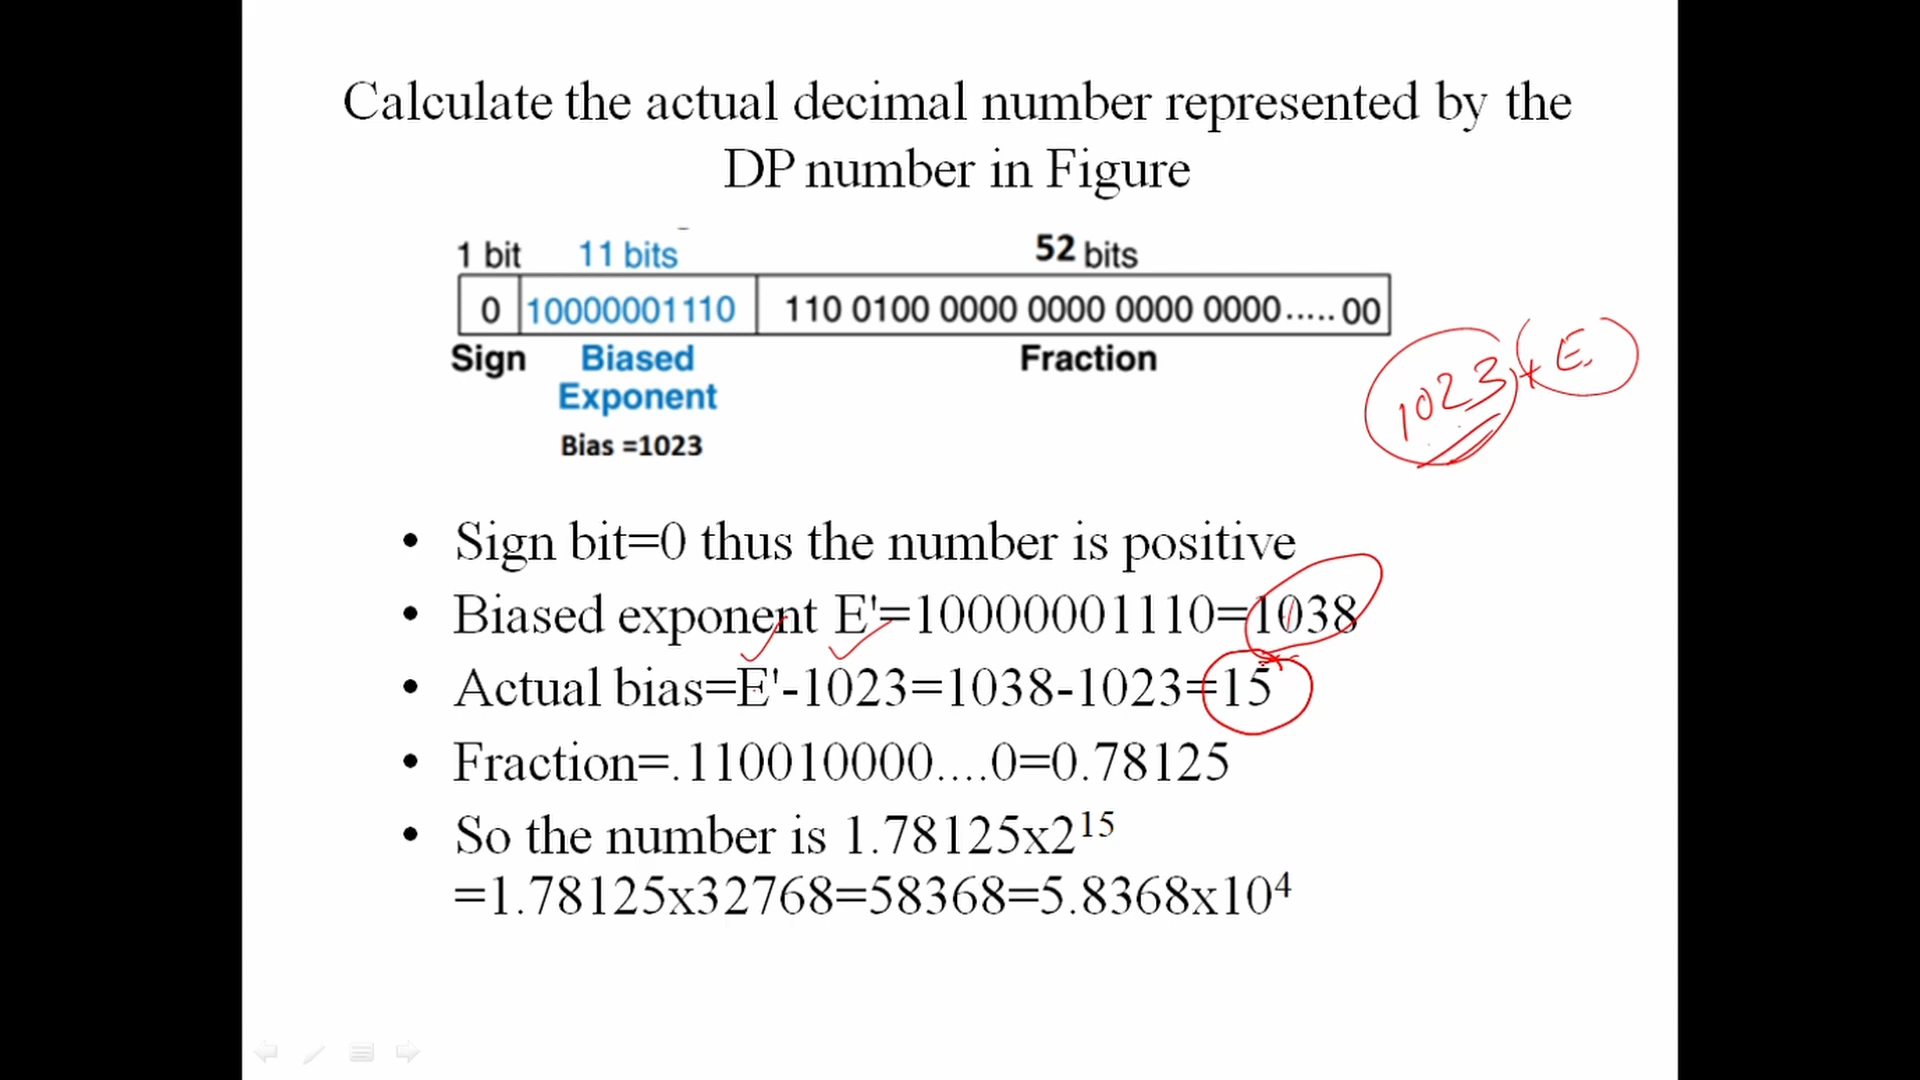 Calculate the actual decimal number represented by the
DP number in Figure
1 bit 11 bits 52 bits
0 10000001110 110 0100 0000 0000 0000 0000.....00
Sign Biased Fraction
Exponent
Bias =1023
1023 + E
• Sign bit=0 thus the number is positive
• Biased exponent E'=10000001110=1038
• Actual bias=E'-1023=1038-1023=15
• Fraction=.110010000....0=0.78125
• So the number is 1.78125x2¹⁵
=1.78125x32768=58368=5.8368x10⁴